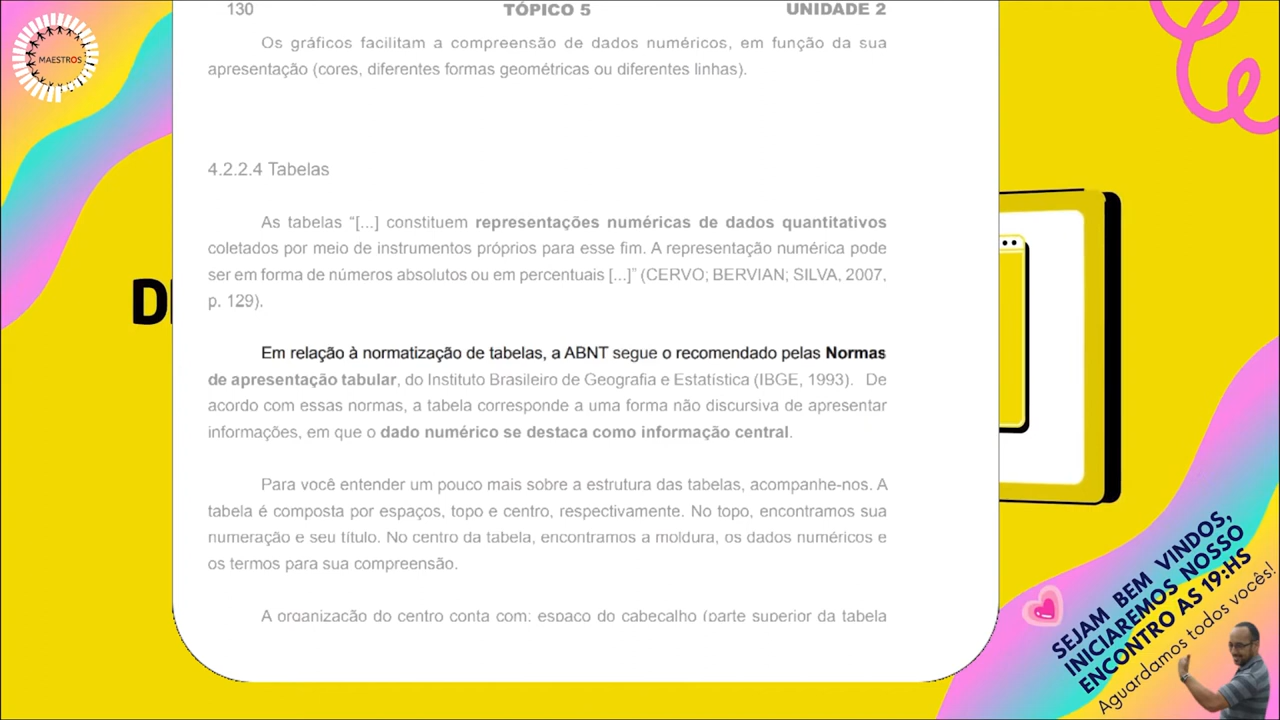 MAESTROS
130 TÓPICO 5 UNIDADE 2
Os gráficos facilitam a compreensão de dados numéricos, em função da sua
apresentação (cores, diferentes formas geométricas ou diferentes linhas).
4.2.2.4 Tabelas
As tabelas “[...] constituem representações numéricas de dados quantitativos
coletados por meio de instrumentos próprios para esse fim. A representação numérica pode
ser em forma de números absolutos ou em percentuais [...]” (CERVO; BERVIAN; SILVA, 2007,
p. 129).
Em relação à normatização de tabelas, a ABNT segue o recomendado pelas Normas
de apresentação tabular, do Instituto Brasileiro de Geografia e Estatística (IBGE, 1993). De
acordo com essas normas, a tabela corresponde a uma forma não discursiva de apresentar
informações, em que o dado numérico se destaca como informação central.
Para você entender um pouco mais sobre a estrutura das tabelas, acompanhe-nos. A
tabela é composta por espaços, topo e centro, respectivamente. No topo, encontramos sua
numeração e seu título. No centro da tabela, encontramos a moldura, os dados numéricos e
os termos para sua compreensão.
A organização do centro conta com: espaço do cabeçalho (parte superior da tabela
SEJAM BEM VINDOS,
INICIAREMOS NOSSO
ENCONTRO AS 19:HS
Aguardamos todos vocês!